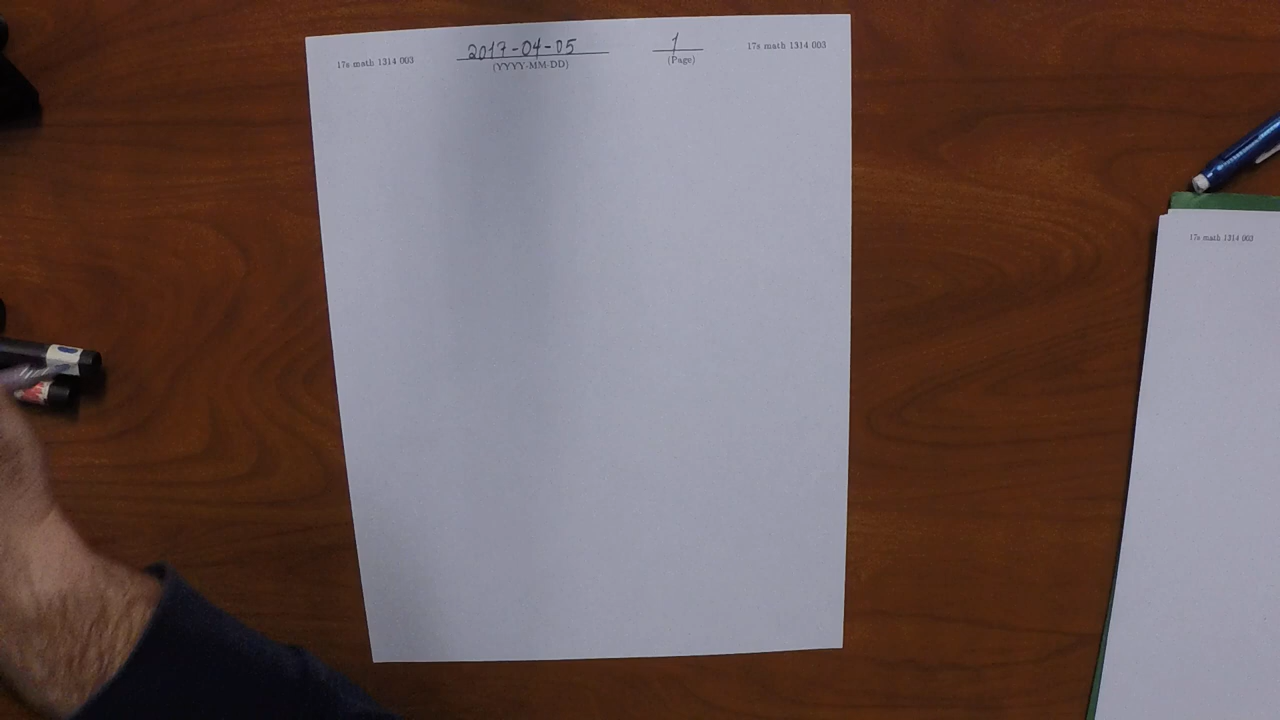 17s math 1314 003 2017-04-05 1 17s math 1314 003
(YYYY-MM-DD) (Page)
17s math 1314 003